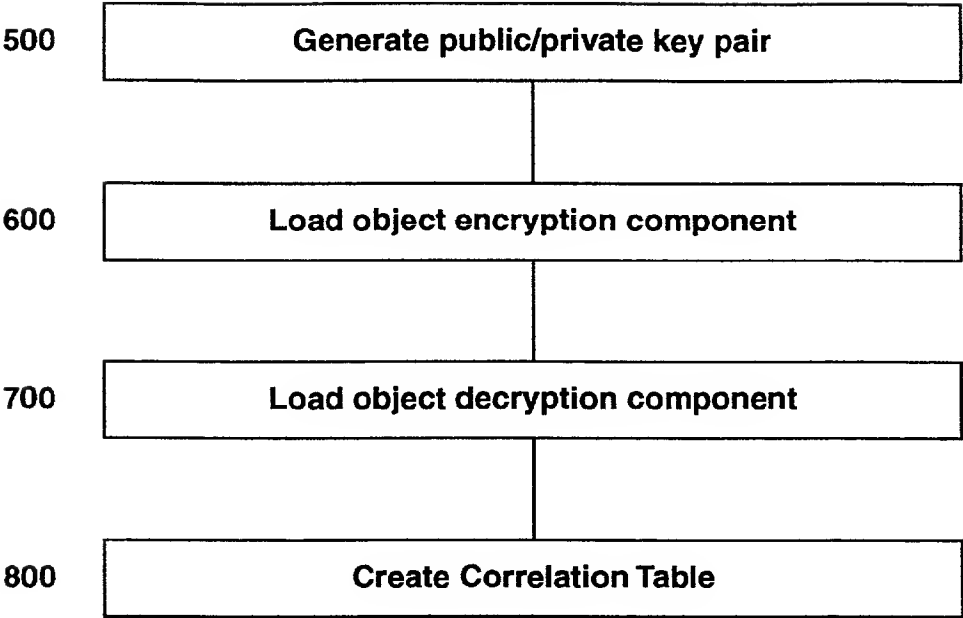 500 Generate public/private key pair
600 Load object encryption component
700 Load object decryption component
800 Create Correlation Table